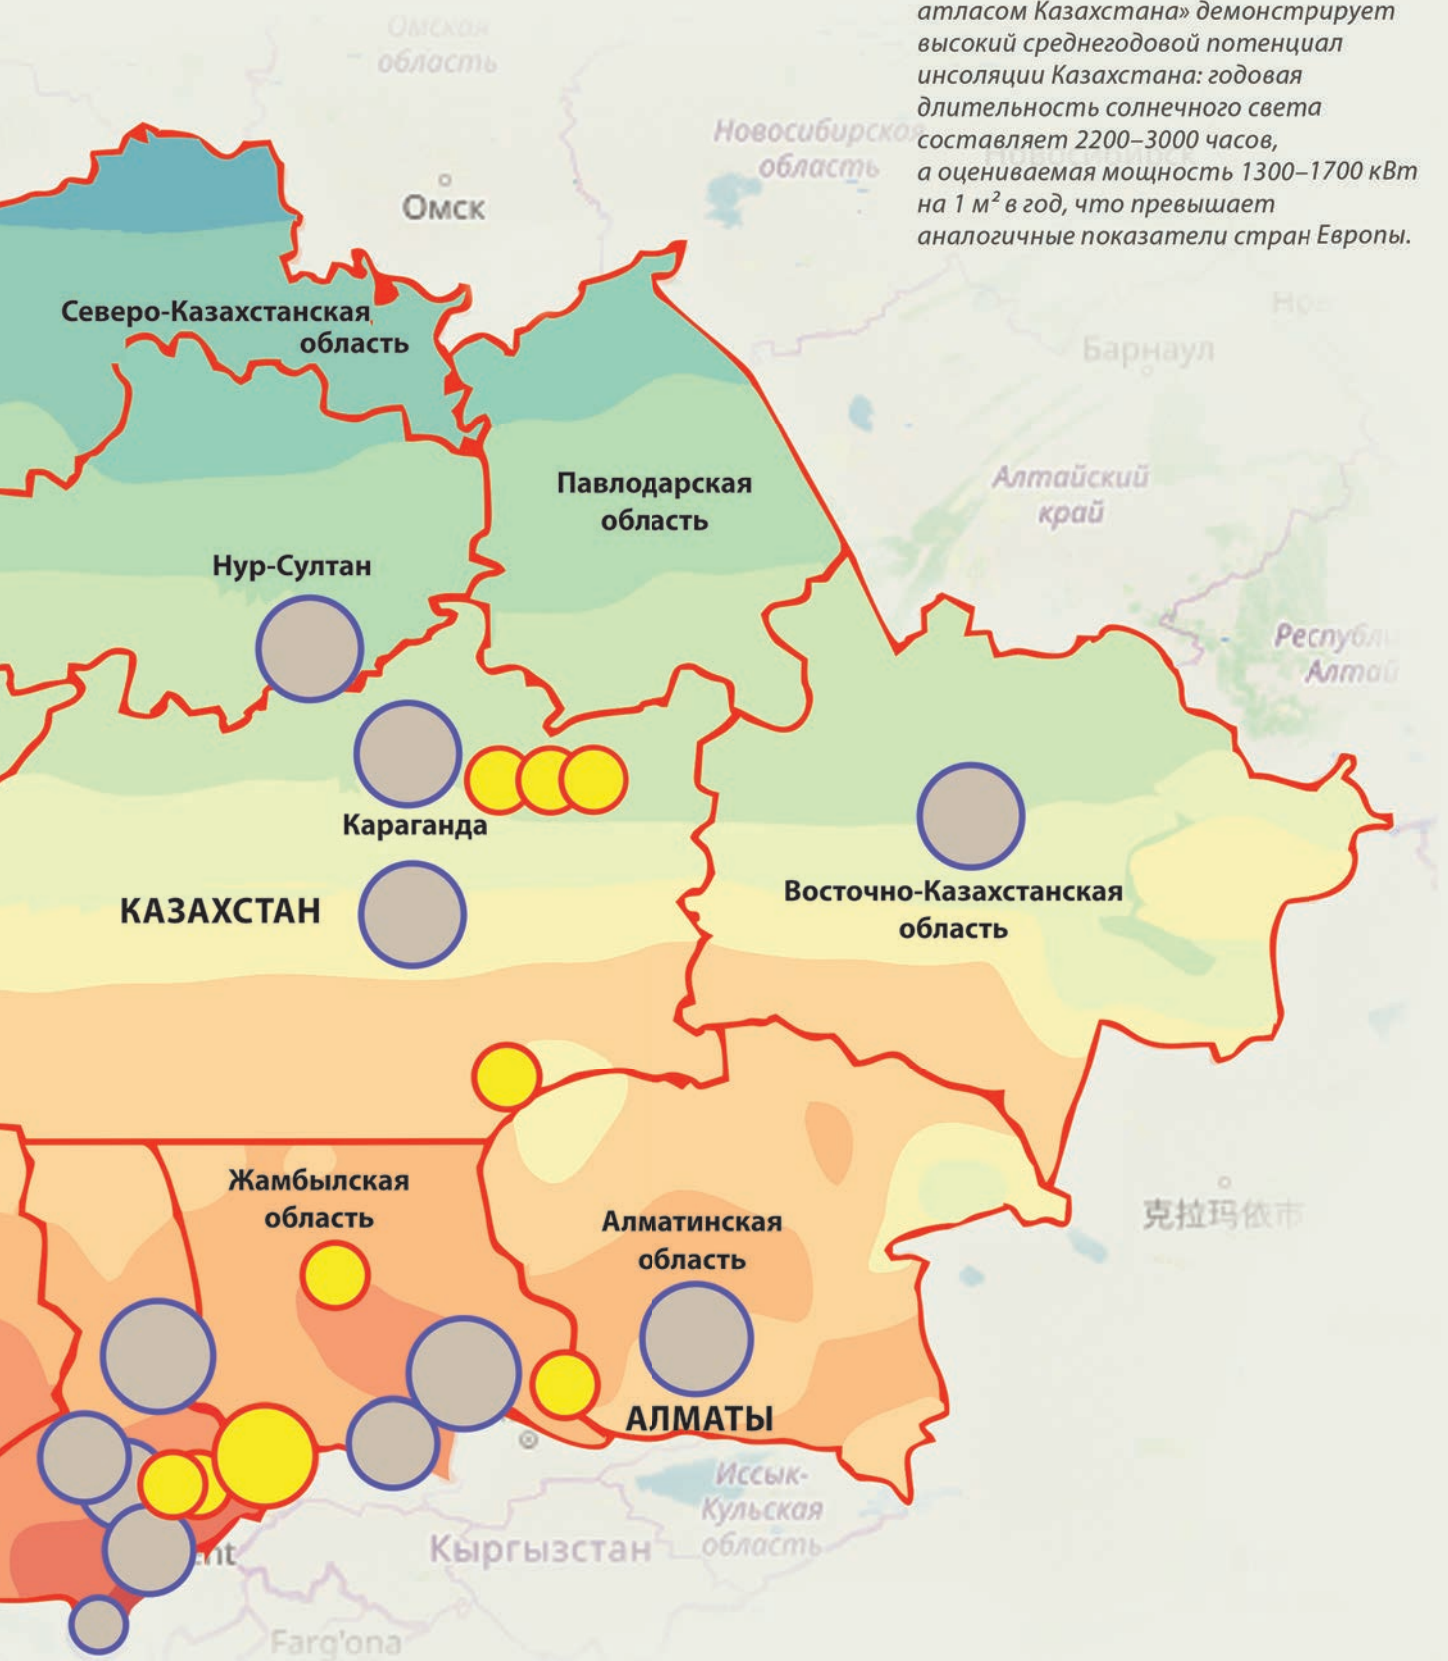 атласом Казахстана» демонстрирует
высокий среднегодовой потенциал
инсоляции Казахстана: годовая
длительность солнечного света
составляет 2200–3000 часов,
а оцениваемая мощность 1300–1700 кВт
на 1 м² в год, что превышает
аналогичные показатели стран Европы.
Омская
область
Новосибирская
область
Новосибирск
Омск
Северо-Казахстанская
область
Барнаул
Алтайский
край
Павлодарская
область
Нур-Султан
Алтай
Караганда
КАЗАХСТАН
Восточно-Казахстанская
область
Жамбылская
область
Алматинская
область
克拉玛依市
АЛМАТЫ
Иссык-
Кульская
область
Кыргызстан
Farg'ona